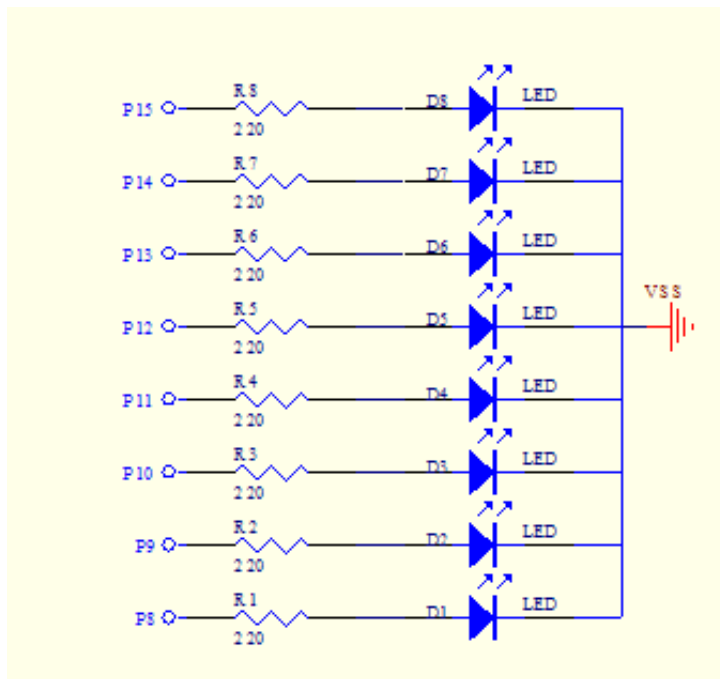 R8
P15 D8 LED
220
R7
P14 D7 LED
220
R6
P13 D6 LED
220
VSS
R5
P12 D5 LED
220
R4
P11 D4 LED
220
R3
P10 D3 LED
220
R2
P9 D2 LED
220
R1
P8 D1 LED
220